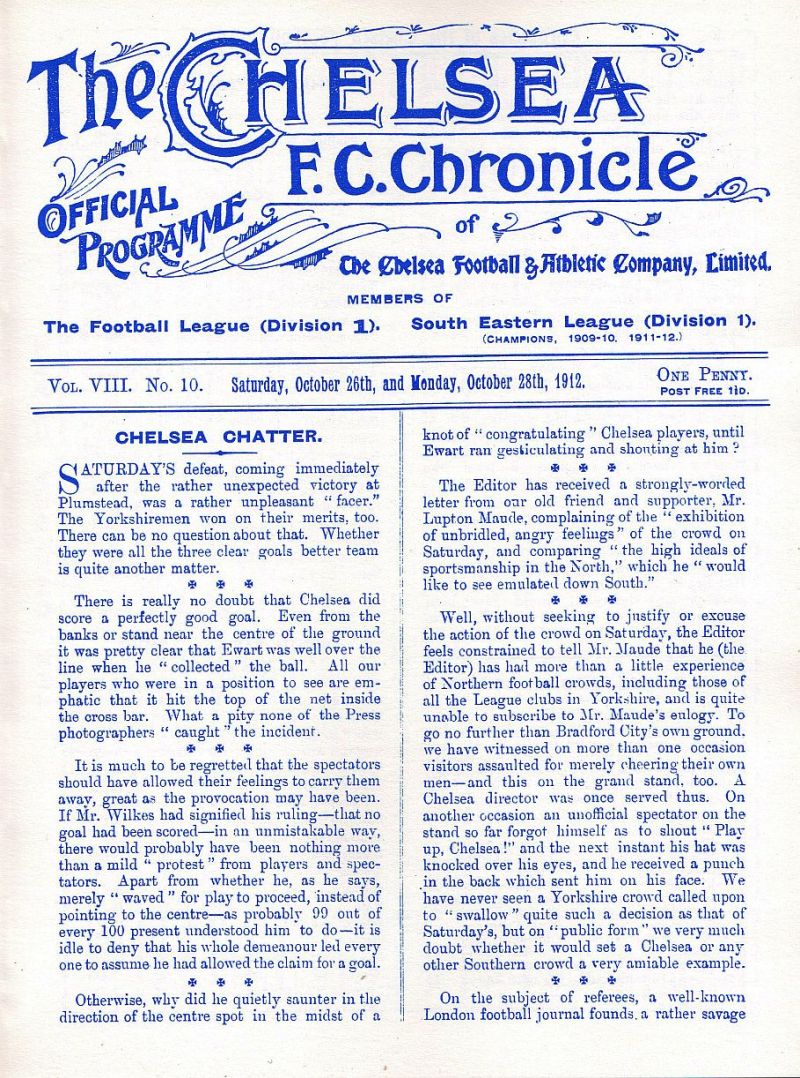 The CHELSEA
F.C. Chronicle
OFFICIAL
PROGRAMME
of
The Chelsea Football & Athletic Company, Limited.
MEMBERS OF
The Football League (Division 1). South Eastern League (Division 1).
(CHAMPIONS, 1909-10. 1911-12.)
VOL. VIII. No. 10. Saturday, October 26th, and Monday, October 28th, 1912. ONE PENNY.
POST FREE 1½D.
CHELSEA CHATTER.
SATURDAY'S defeat, coming immediately
after the rather unexpected victory at
Plumstead, was a rather unpleasant "facer."
The Yorkshiremen won on their merits, too.
There can be no question about that. Whether
they were all the three clear goals better team
is quite another matter.
There is really no doubt that Chelsea did
score a perfectly good goal. Even from the
banks or stand near the centre of the ground
it was pretty clear that Ewart was well over the
line when he "collected" the ball. All our
players who were in a position to see are em-
phatic that it hit the top of the net inside
the cross bar. What a pity none of the Press
photographers "caught" the incident.
It is much to be regretted that the spectators
should have allowed their feelings to carry them
away, great as the provocation may have been.
If Mr. Wilkes had signified his ruling—that no
goal had been scored—in an unmistakable way,
there would probably have been nothing more
than a mild "protest" from players and spec-
tators. Apart from whether he, as he says,
merely "waved" for play to proceed, instead of
pointing to the centre—as probably 99 out of
every 100 present understood him to do—it is
idle to deny that his whole demeanour led every
one to assume he had allowed the claim for a goal.
Otherwise, why did he quietly saunter in the
direction of the centre spot in the midst of a
knot of "congratulating" Chelsea players, until
Ewart ran gesticulating and shouting at him?
The Editor has received a strongly-worded
letter from our old friend and supporter, Mr.
Lupton Maude, complaining of the "exhibition
of unbridled, angry feelings" of the crowd on
Saturday, and comparing "the high ideals of
sportsmanship in the North," which he "would
like to see emulated down South."
Well, without seeking to justify or excuse
the action of the crowd on Saturday, the Editor
feels constrained to tell Mr. Maude that he (the
Editor) has had more than a little experience
of Northern football crowds, including those of
all the League clubs in Yorkshire, and is quite
unable to subscribe to Mr. Maude's eulogy. To
go no further than Bradford City's own ground,
we have witnessed on more than one occasion
visitors assaulted for merely cheering their own
men—and this on the grand stand, too. A
Chelsea director was once served thus. On
another occasion an unofficial spectator on the
stand so far forgot himself as to shout "Play
up, Chelsea!" and the next instant his hat was
knocked over his eyes, and he received a punch
in the back which sent him on his face. We
have never seen a Yorkshire crowd called upon
to "swallow" quite such a decision as that of
Saturday's, but on "public form" we very much
doubt whether it would set a Chelsea or any
other Southern crowd a very amiable example.
On the subject of referees, a well-known
London football journal founds a rather savage